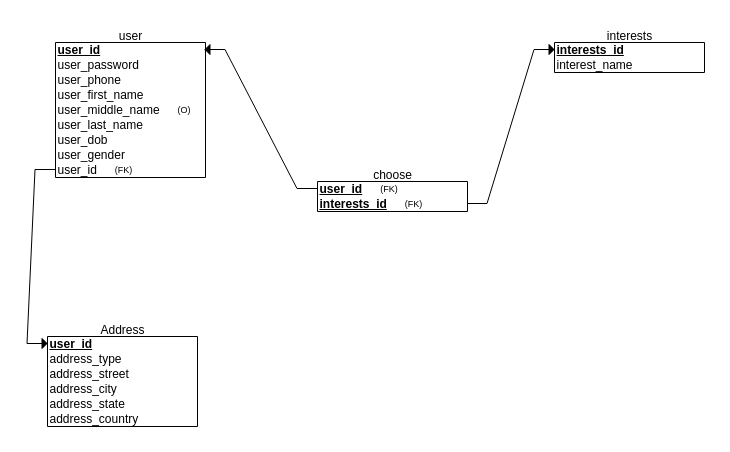 user
user_id
user_password
user_phone
user_first_name
user_middle_name (O)
user_last_name
user_dob
user_gender
user_id (FK)
interests
interests_id
interest_name
choose
user_id (FK)
interests_id (FK)
Address
user_id
address_type
address_street
address_city
address_state
address_country